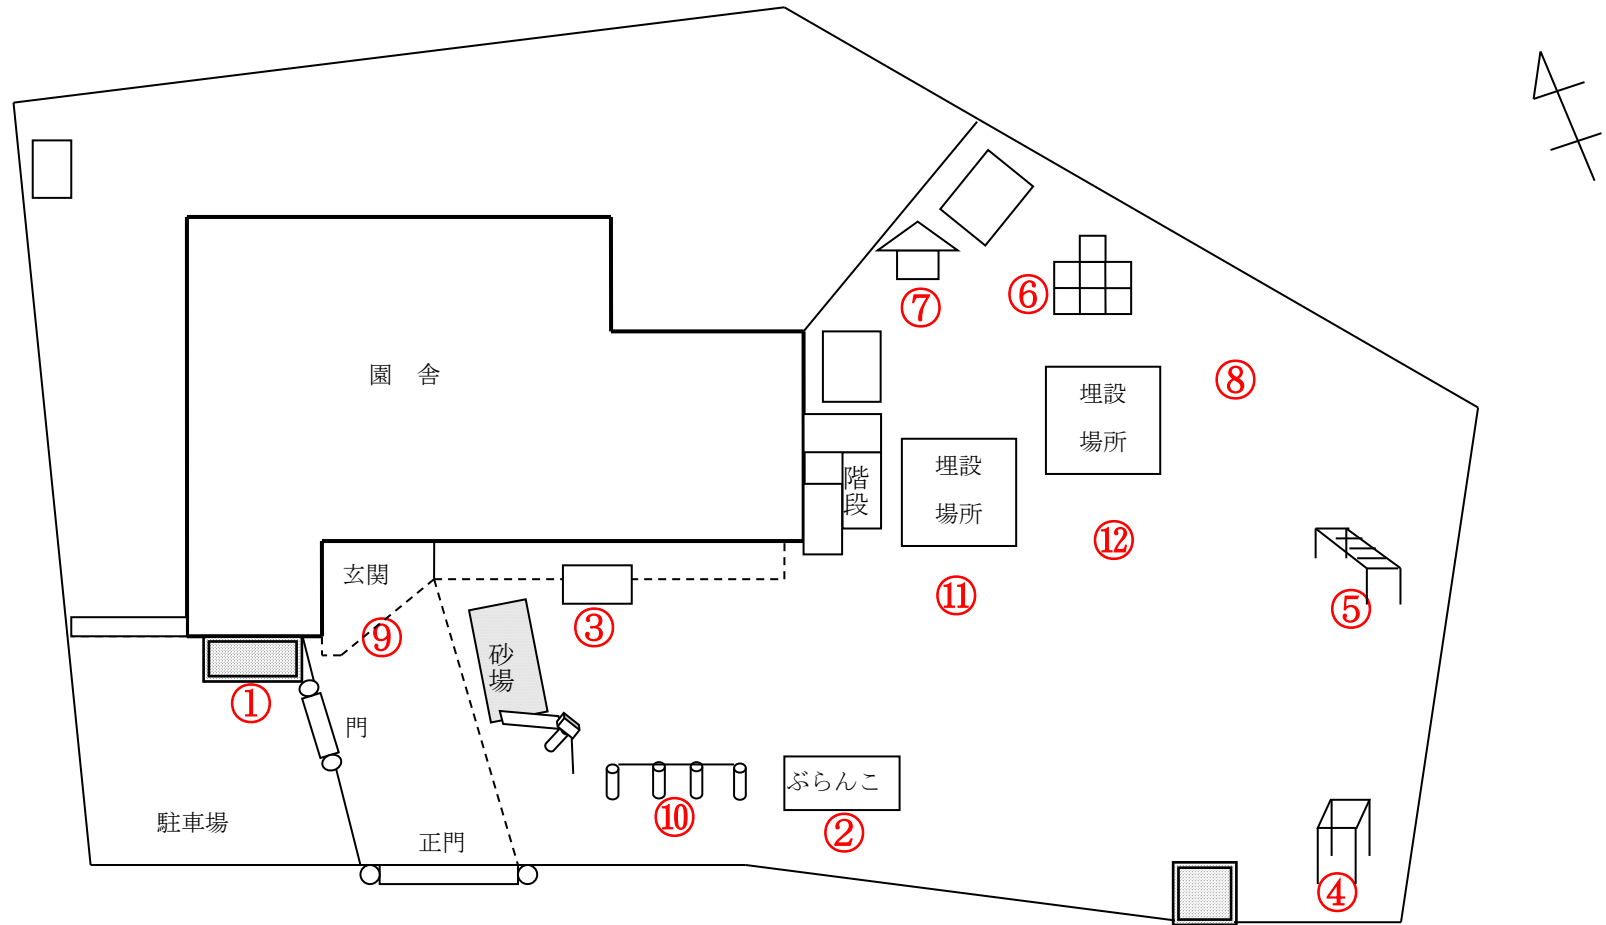 ⑦
⑥
園　舎
⑧
埋設
場所
埋設
場所
階
段
⑫
玄関
⑪
⑤
③
⑨
砂
場
①
門
ぶらんこ
⑩
②
駐車場
正門
④